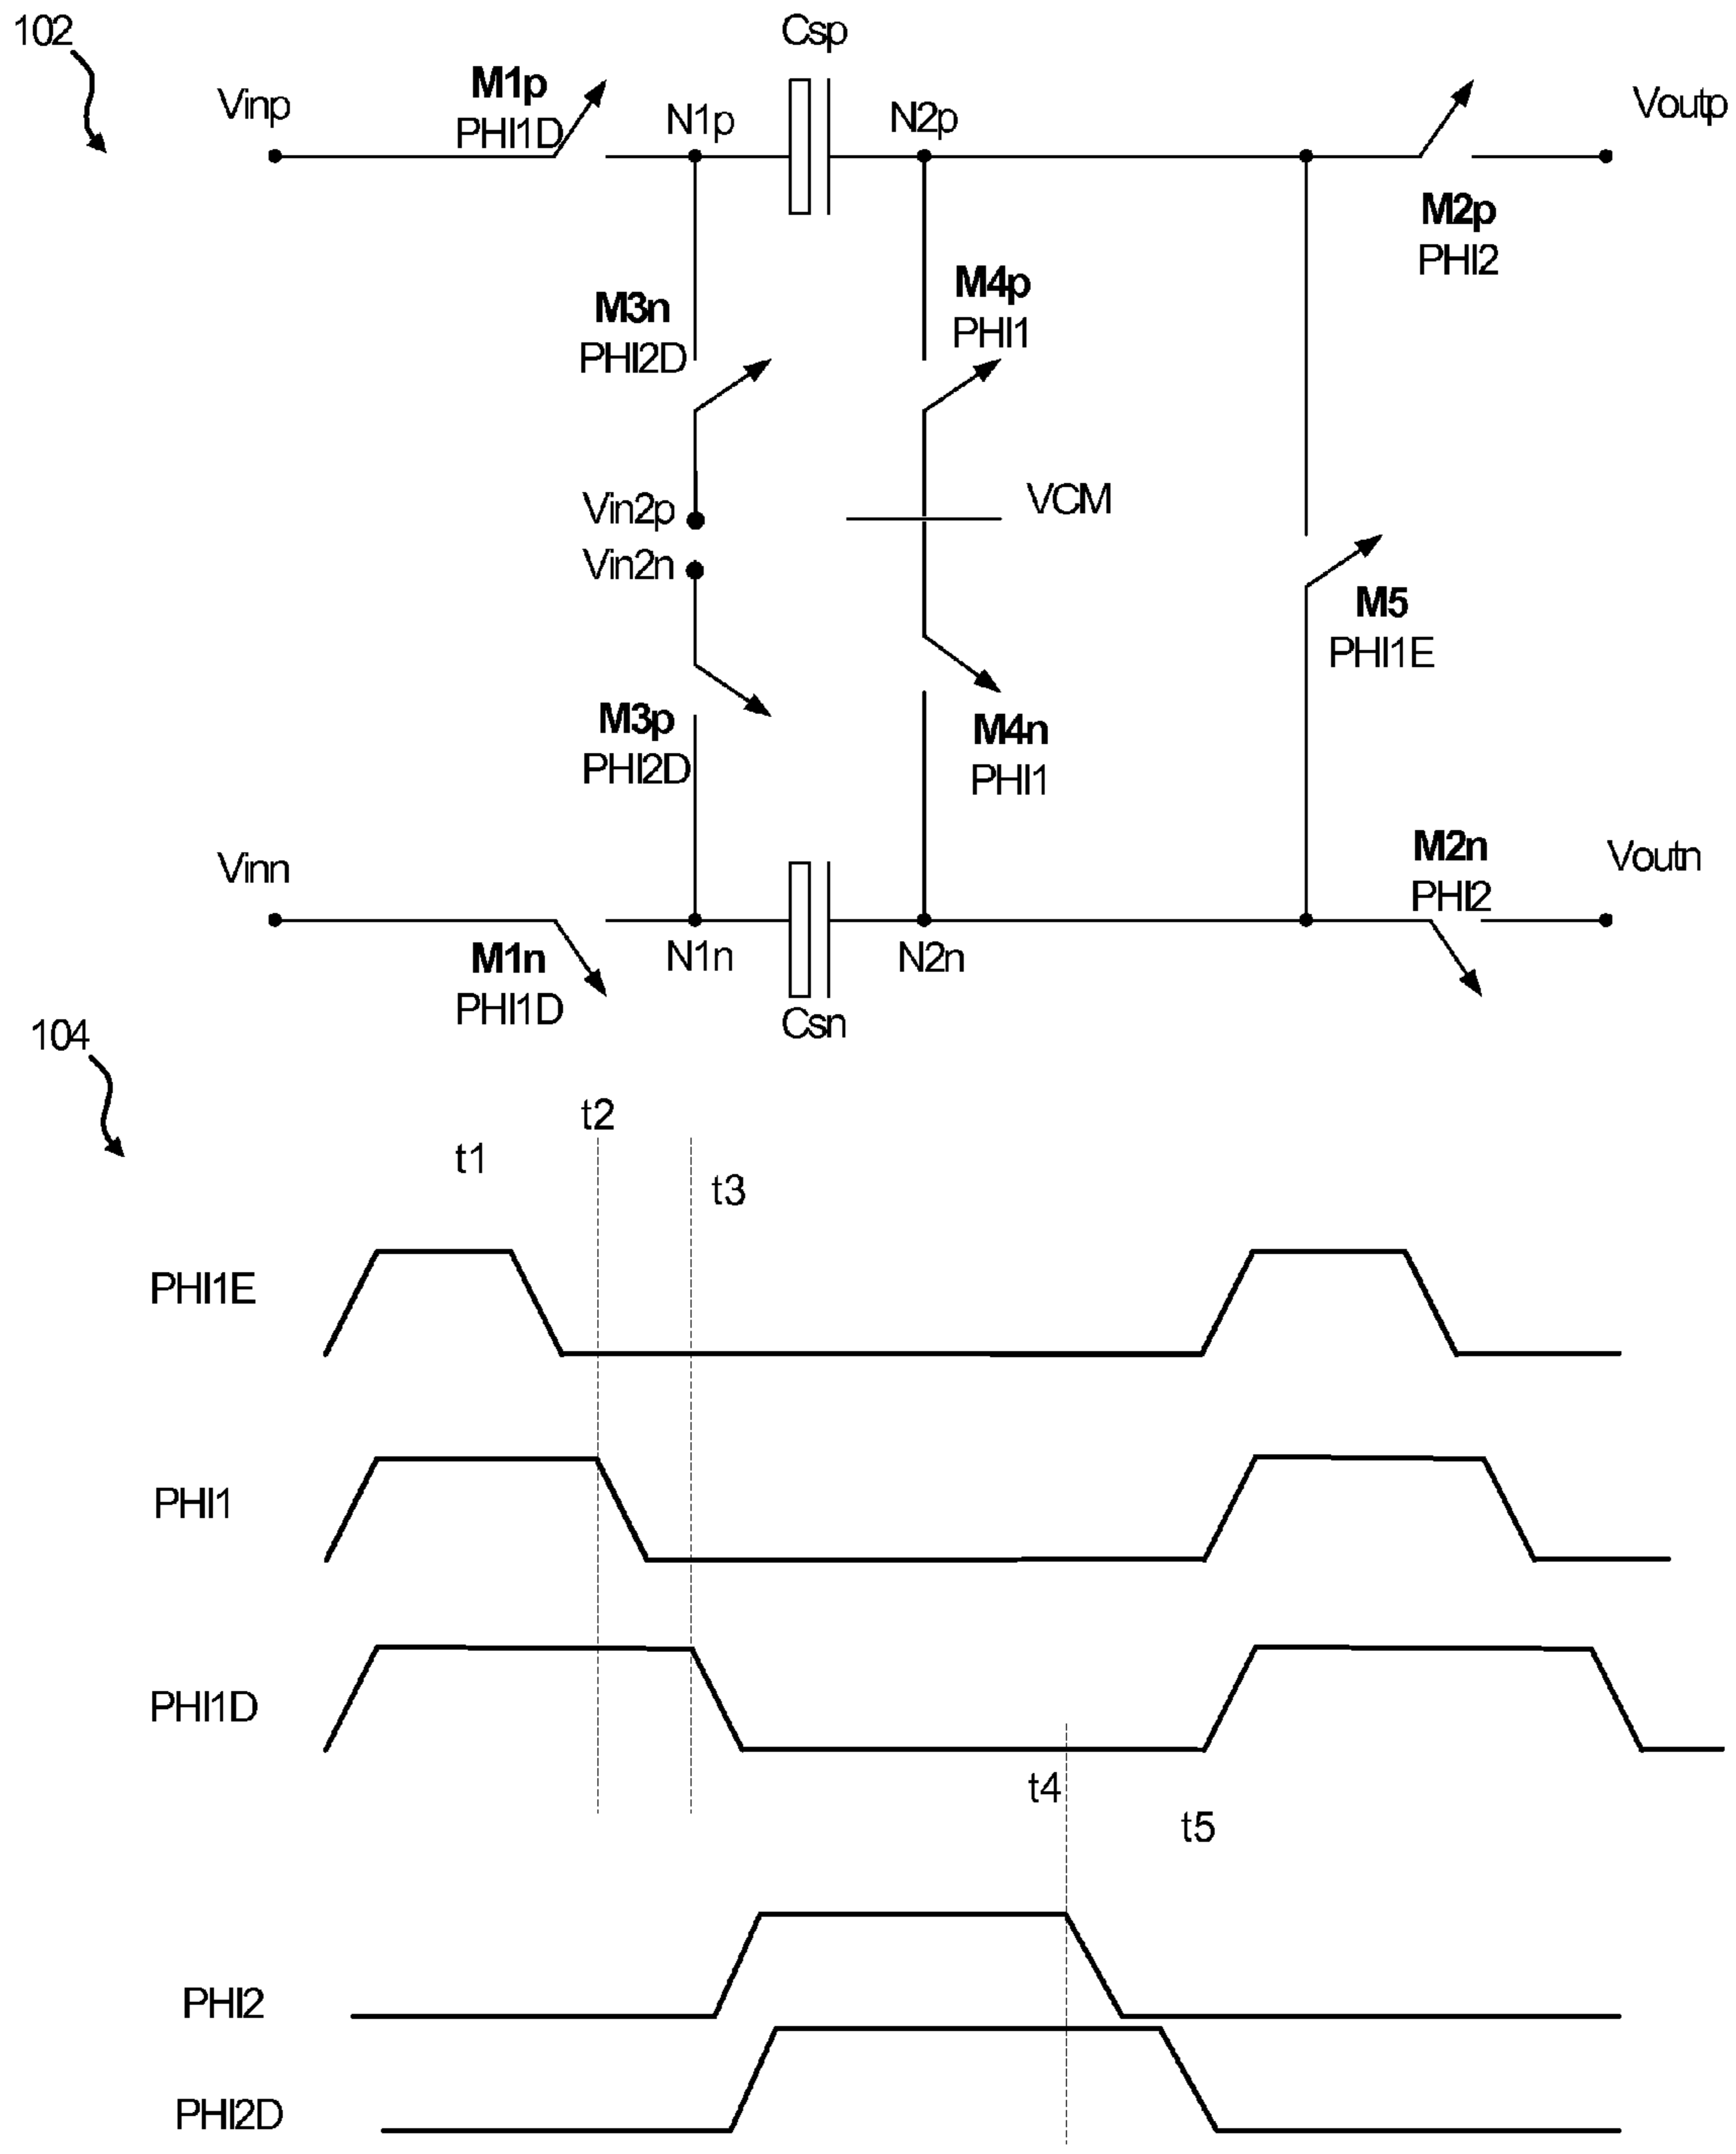 102
Csp
M1p
PHI1D
Vinp
N1p
N2p
Voutp
M2p
PHI2
M3n
PHI2D
M4p
PHI1
Vin2p
VCM
Vin2n
M5
PHI1E
M3p
PHI2D
M4n
PHI1
Vinn
M2n
PHI2
Voutn
M1n
PHI1D
N1n
N2n
Csn
104
t2
t1
t3
PHI1E
PHI1
PHI1D
t4
t5
PHI2
PHI2D